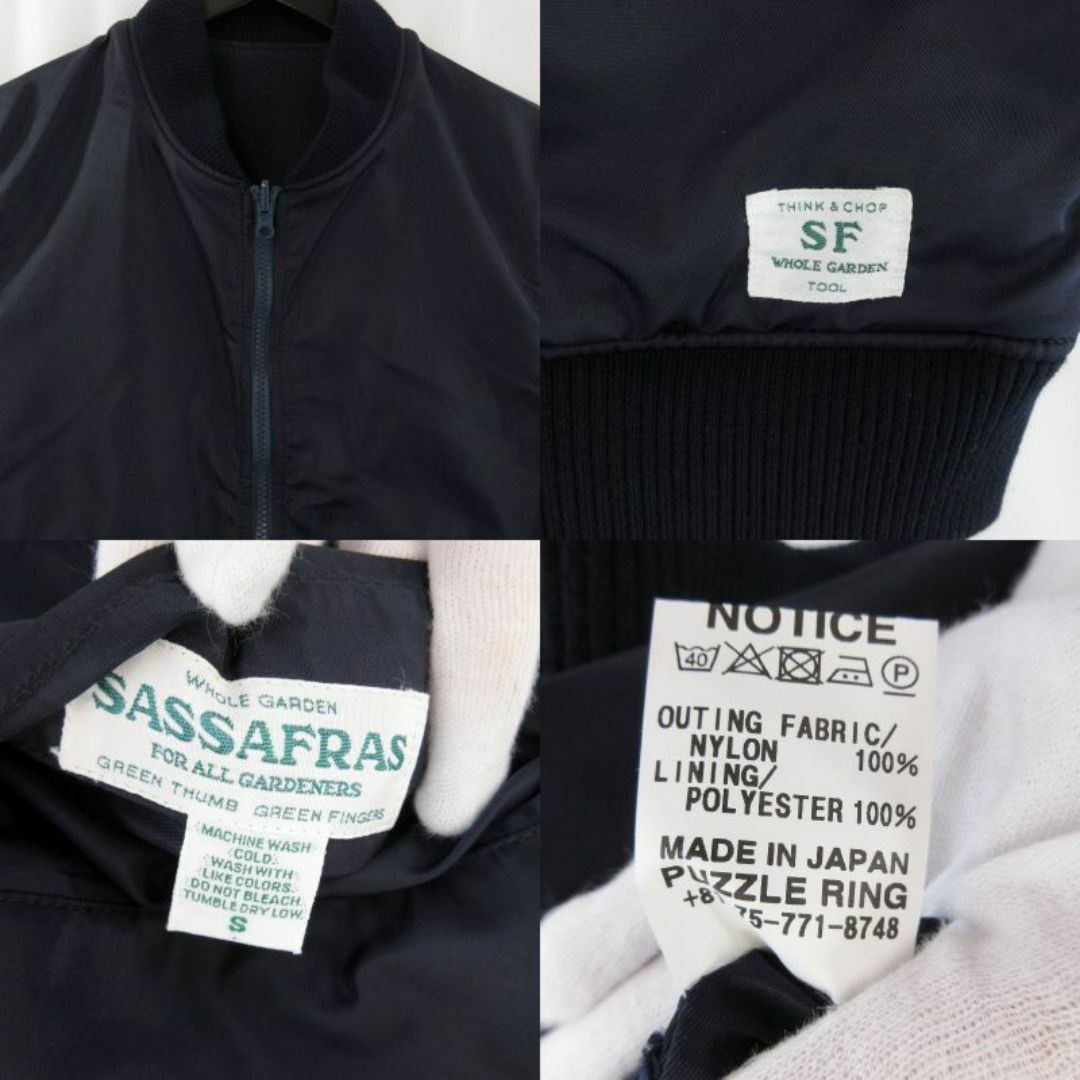 THINK & CHOP
SF
WHOLE GARDEN
TOOL
WHOLE GARDEN
SASSAFRAS
FOR ALL GARDENERS
GREEN THUMB GREEN FINGERS
MACHINE WASH
COLD.
WASH WITH
LIKE COLORS.
DO NOT BLEACH.
TUMBLE DRY LOW.
S
NOTICE
40 P
OUTING FABRIC/
NYLON 100%
LINING/
POLYESTER 100%
MADE IN JAPAN
PUZZLE RING
5-771-8748